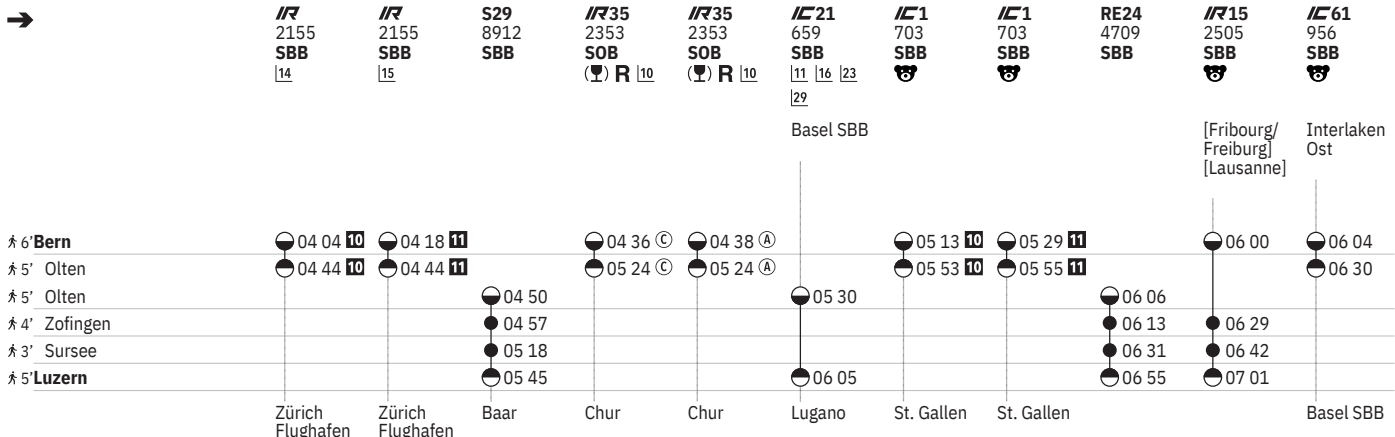 IR IR S29 IR35 IR35 IC21 IC1 IC1 RE24 IR15 IC61
2155 2155 8912 2353 2353 659 703 703 4709 2505 956
SBB SBB SBB SOB SOB SBB SBB SBB SBB SBB SBB
14 15 ( ) R 10 ( ) R 10 11 16 23
29
Basel SBB [Fribourg/ Interlaken
Freiburg] Ost
[Lausanne]
6' Bern 04 04 10 04 18 11 04 36 C 04 38 A 05 13 10 05 29 11 06 00 06 04
5' Olten 04 44 10 04 44 11 05 24 C 05 24 A 05 53 10 05 55 11 06 30
5' Olten 04 50 05 30 06 06
4' Zofingen 04 57 06 13 06 29
3' Sursee 05 18 06 31 06 42
5' Luzern 05 45 06 05 06 55 07 01
Zürich Zürich Baar Chur Chur Lugano St. Gallen St. Gallen Basel SBB
Flughafen Flughafen